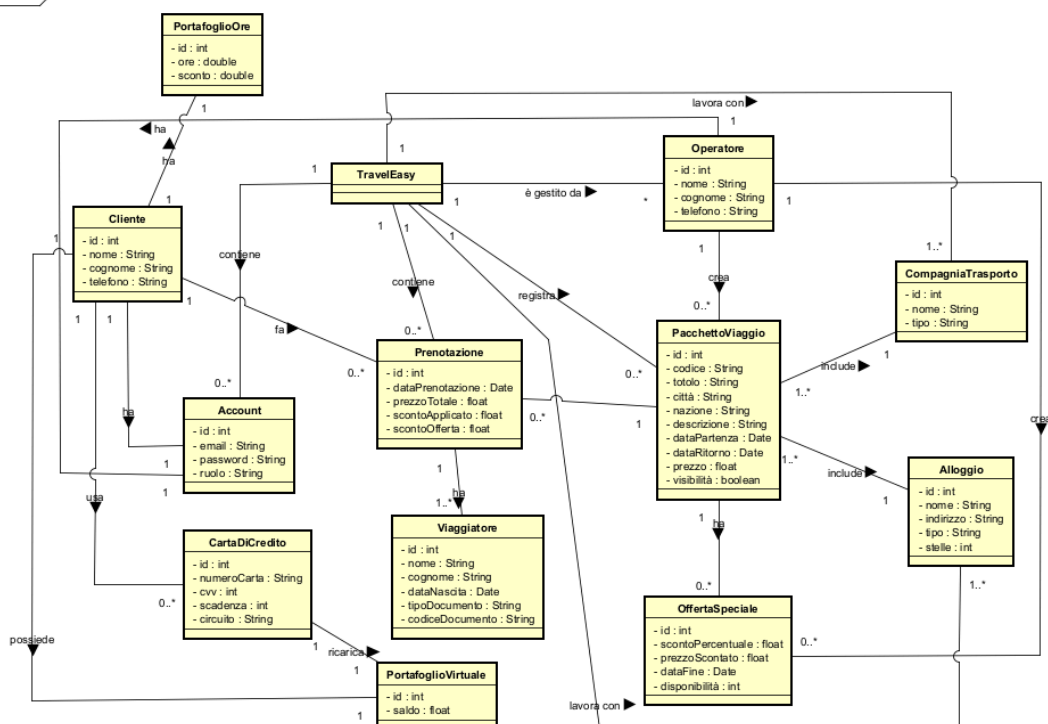 PortafoglioOre
- id : int
- ore : double
- sconto : double
1
lavora con
ha
1
ha
1
1
TravelEasy
è gestito da
1
*
Operatore
- id : int
- nome : String
- cognome : String
- telefono : String
1
1
Cliente
- id : int
- nome : String
- cognome : String
- telefono : String
1
1
1
1
1
contiene
1
1
1
contiene
0..*
registra
0..*
crea
0..*
1..*
CompagniaTrasporto
- id : int
- nome : String
- tipo : String
1
include
1..*
fa
0..*
Prenotazione
- id : int
- dataPrenotazione : Date
- prezzoTotale : float
- scontoApplicato : float
- scontoOfferta : float
0..*
1
PacchettoViaggio
- id : int
- codice : String
- totolo : String
- città : String
- nazione : String
- descrizione : String
- dataPartenza : Date
- dataRitorno : Date
- prezzo : float
- visibilità : boolean
crea
0..*
Account
- id : int
- email : String
- password : String
- ruolo : String
ha
1
1
1..*
include
1
Alloggio
- id : int
- nome : String
- indirizzo : String
- tipo : String
- stelle : int
1..*
usa
0..*
1
ha
1..*
Viaggiatore
- id : int
- nome : String
- cognome : String
- dataNascita : Date
- tipoDocumento : String
- codiceDocumento : String
1
ha
0..*
CartaDiCredito
- id : int
- numeroCarta : String
- cvv : int
- scadenza : int
- circuito : String
OffertaSpeciale
- id : int
- scontoPercentuale : float
- prezzoScontato : float
- dataFine : Date
- disponibilità : int
0..*
possiede
1
ricarica
1
PortafoglioVirtuale
- id : int
- saldo : float
1
lavora con